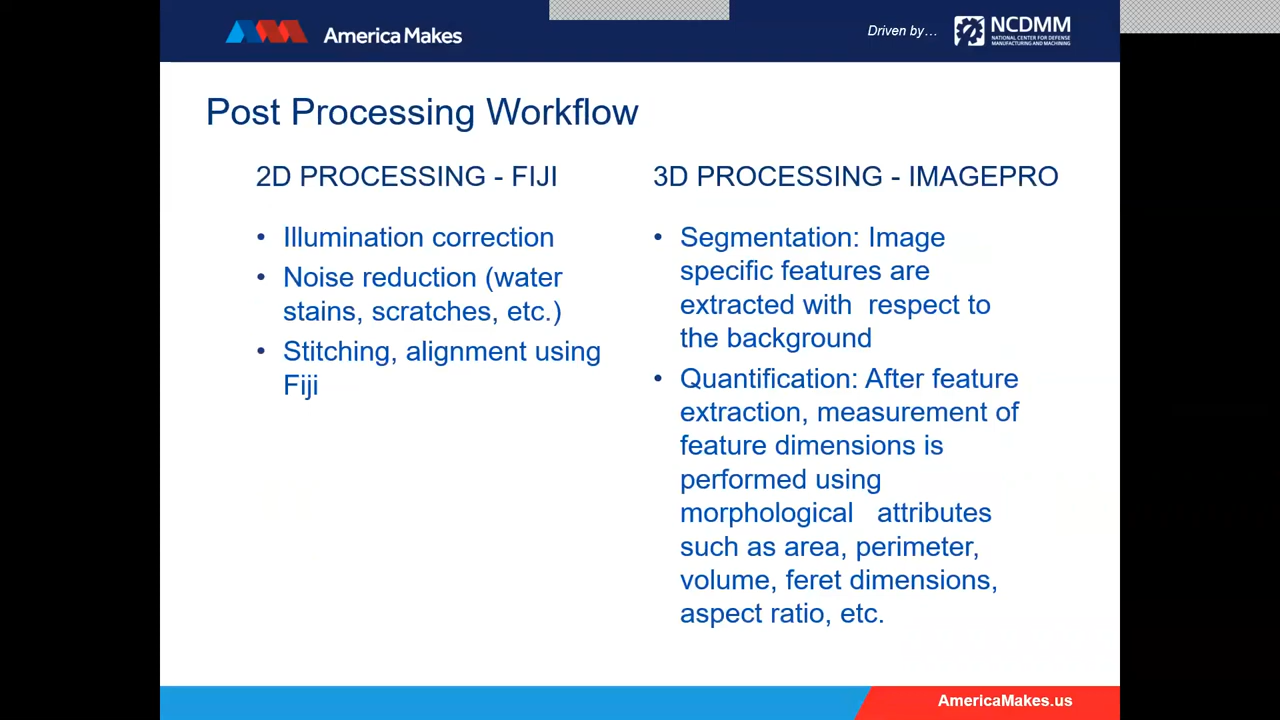 America Makes
Driven by...
NCDMM
NATIONAL CENTER FOR DEFENSE
MANUFACTURING AND MACHINING
Post Processing Workflow
2D PROCESSING - FIJI
• Illumination correction
• Noise reduction (water
stains, scratches, etc.)
• Stitching, alignment using
Fiji
3D PROCESSING - IMAGEPRO
• Segmentation: Image
specific features are
extracted with respect to
the background
• Quantification: After feature
extraction, measurement of
feature dimensions is
performed using
morphological attributes
such as area, perimeter,
volume, feret dimensions,
aspect ratio, etc.
AmericaMakes.us